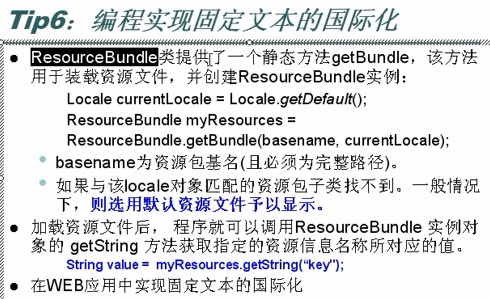 Tip6：编程实现固定文本的国际化
ResourceBundle类提供了一个静态方法getBundle，该方法
用于装载资源文件，并创建ResourceBundle实例：
Locale currentLocale = Locale.getDefault();
ResourceBundle myResources =
ResourceBundle.getBundle(basename, currentLocale);
basename为资源包基名(且必须为完整路径)。
如果与该locale对象匹配的资源包子类找不到。一般情况
下，则选用默认资源文件予以显示。
加载资源文件后， 程序就可以调用ResourceBundle 实例对
象的 getString 方法获取指定的资源信息名称所对应的值。
String value =  myResources.getString(“key");
在WEB应用中实现固定文本的国际化